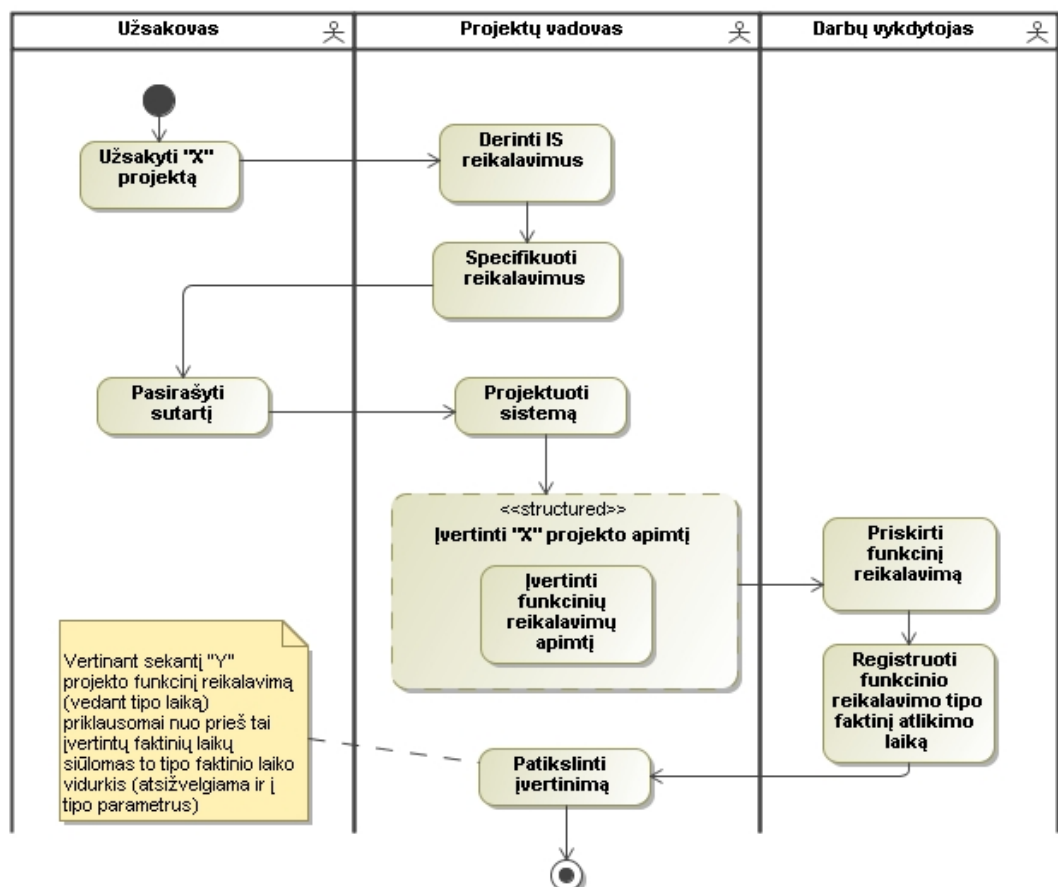 Užsakovas
Projektų vadovas
Darbų vykdytojas
Užsakyti "X"
projektą
Derinti IS
reikalavimus
Specifikuoti
reikalavimus
Pasirašyti
sutartį
Projektuoti
sistemą
<<structured>>
Įvertinti "X" projekto apimtį
Įvertinti
funkcinių
reikalavimų
apimtį
Priskirti
funkcinį
reikalavimą
Registruoti
funkcinio
reikalavimo tipo
faktinį atlikimo
laiką
Vertinant sekantį "Y"
projekto funkcinį reikalavimą
(vedant tipo laiką)
priklausomai nuo prieš tai
įvertintų faktinių laikų
siūlomas to tipo faktinio laiko
vidurkis (atsižvelgiama ir į
tipo parametrus)
Patikslinti
įvertinimą